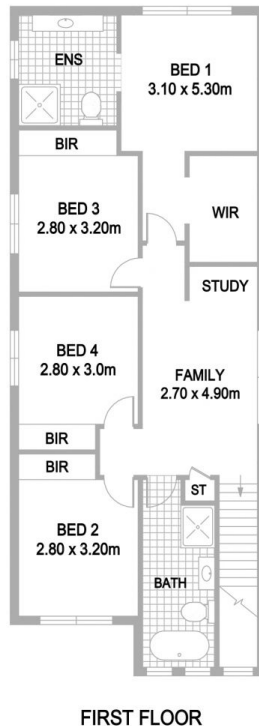 ENS
BED 1
3.10 x 5.30m
BIR
BED 3
2.80 x 3.20m
WIR
STUDY
BED 4
2.80 x 3.0m
FAMILY
2.70 x 4.90m
BIR
BIR
ST
BED 2
2.80 x 3.20m
BATH
FIRST FLOOR